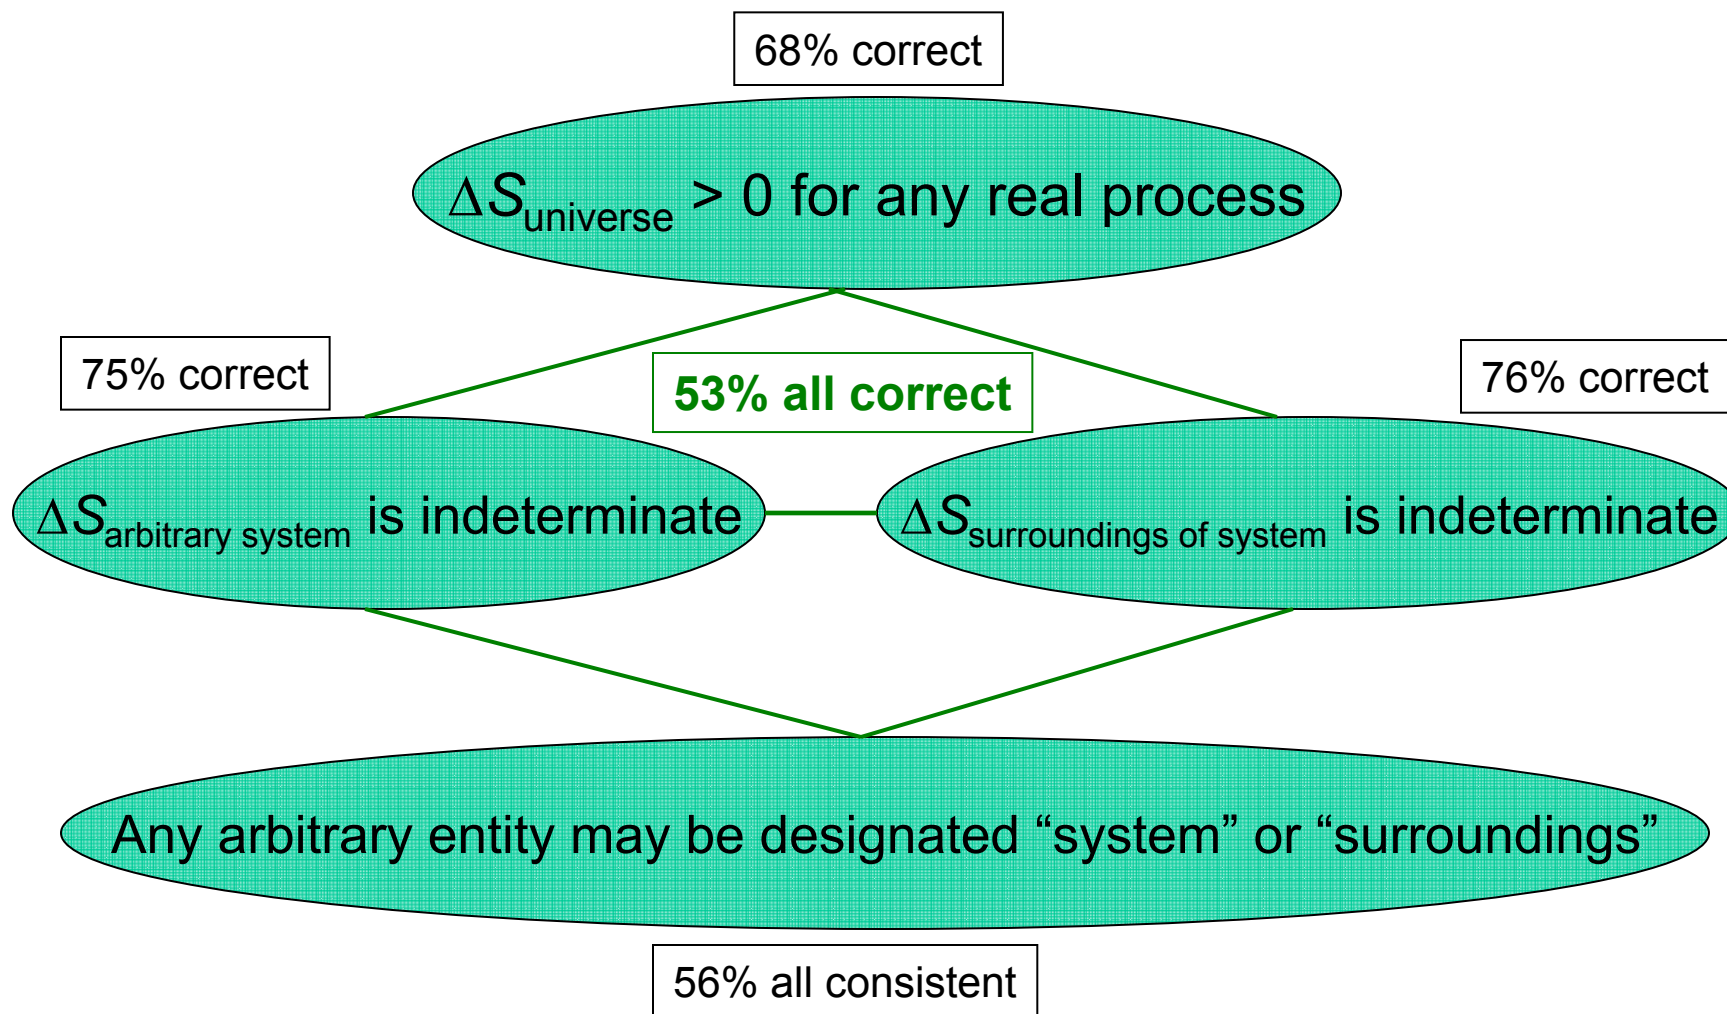 68% correct
ΔS_universe > 0 for any real process
75% correct
53% all correct
76% correct
ΔS_arbitrary system is indeterminate
ΔS_surroundings of system is indeterminate
Any arbitrary entity may be designated “system” or “surroundings”
56% all consistent